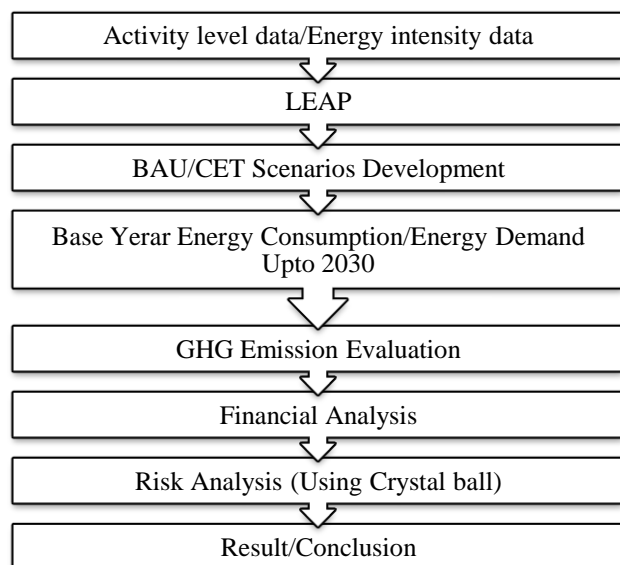 Activity level data/Energy intensity data
LEAP
BAU/CET Scenarios Development
Base Yerar Energy Consumption/Energy Demand
Upto 2030
GHG Emission Evaluation
Financial Analysis
Risk Analysis (Using Crystal ball)
Result/Conclusion